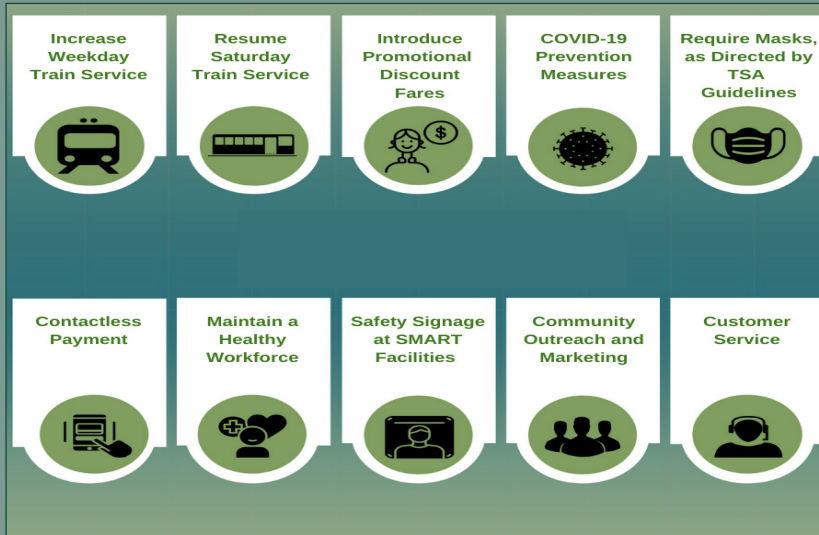 Increase
Weekday
Train Service
Resume
Saturday
Train Service
Introduce
Promotional
Discount
Fares
COVID-19
Prevention
Measures
Require Masks,
as Directed by
TSA
Guidelines
$
Contactless
Payment
Maintain a
Healthy
Workforce
Safety Signage
at SMART
Facilities
Community
Outreach and
Marketing
Customer
Service